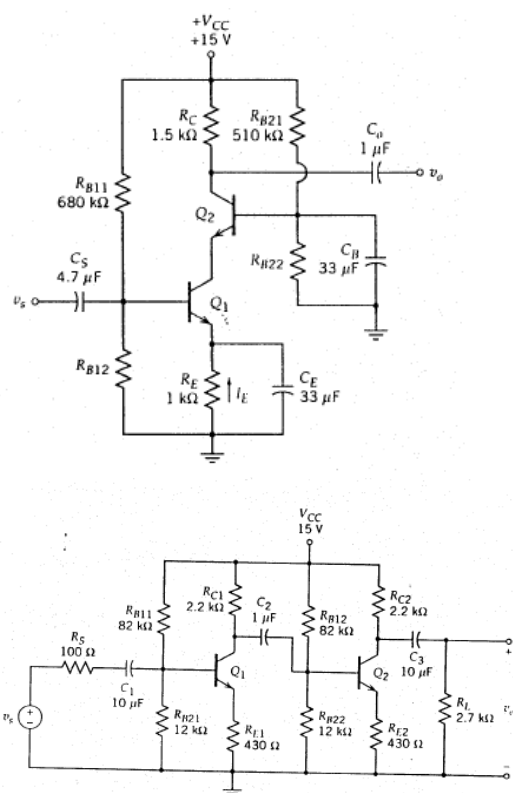 +VCC
+15 V
RC
1.5 kΩ
RB21
510 kΩ
Co
1 μF
vo
RB11
680 kΩ
Q2
CS
4.7 μF
RB22
CB
33 μF
vs
Q1
RB12
RE
1 kΩ
iE
CE
33 μF
VCC
15 V
RC1
2.2 kΩ
C2
1 μF
RB11
82 kΩ
RB12
82 kΩ
RC2
2.2 kΩ
RS
100 Ω
C1
10 μF
Q1
Q2
C3
10 μF
+
vs
+
−
RB21
12 kΩ
RE1
430 Ω
RB22
12 kΩ
RE2
430 Ω
RL
2.7 kΩ
−